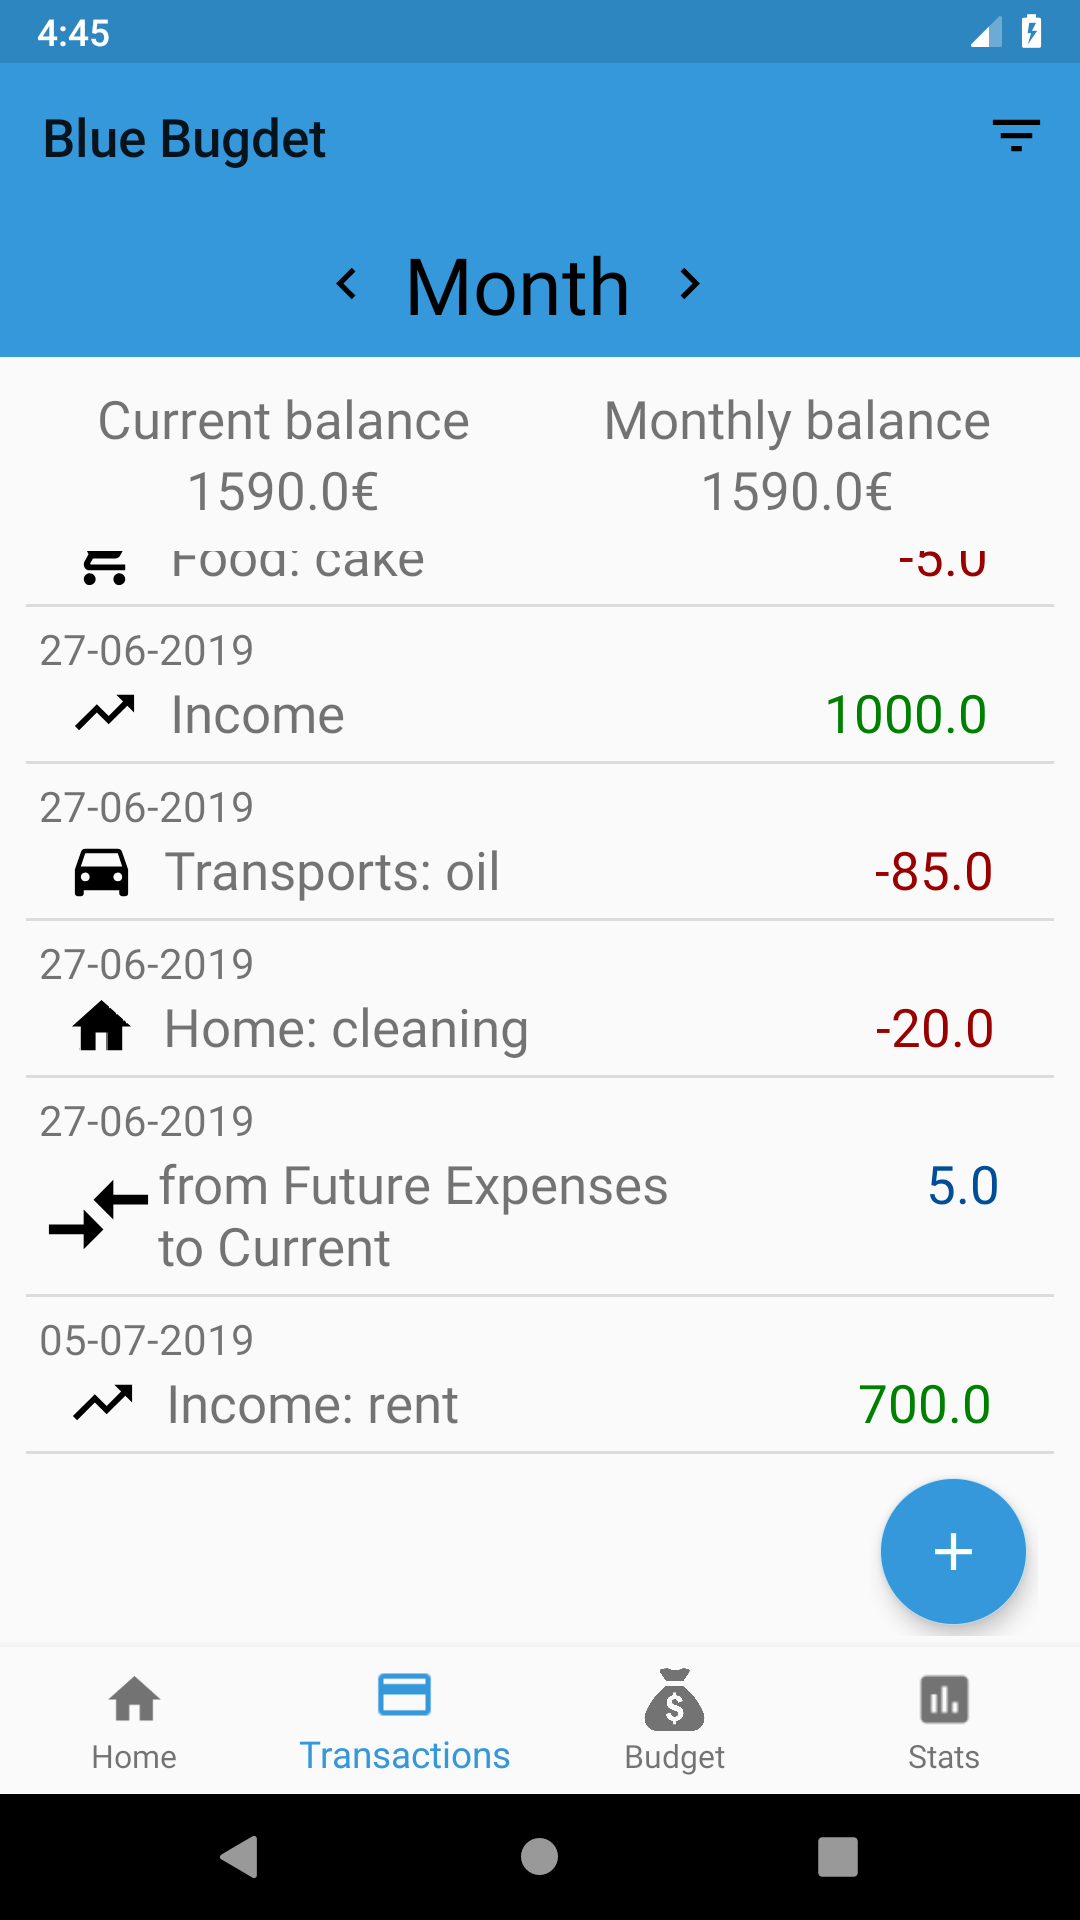 4:45
Blue Bugdet
Month
Current balance
Monthly balance
1590.0€
1590.0€
Food: cake
-5.0
27-06-2019
Income
1000.0
27-06-2019
Transports: oil
-85.0
27-06-2019
Home: cleaning
-20.0
27-06-2019
from Future Expenses
5.0
to Current
05-07-2019
Income: rent
700.0
Home
Transactions
Budget
Stats